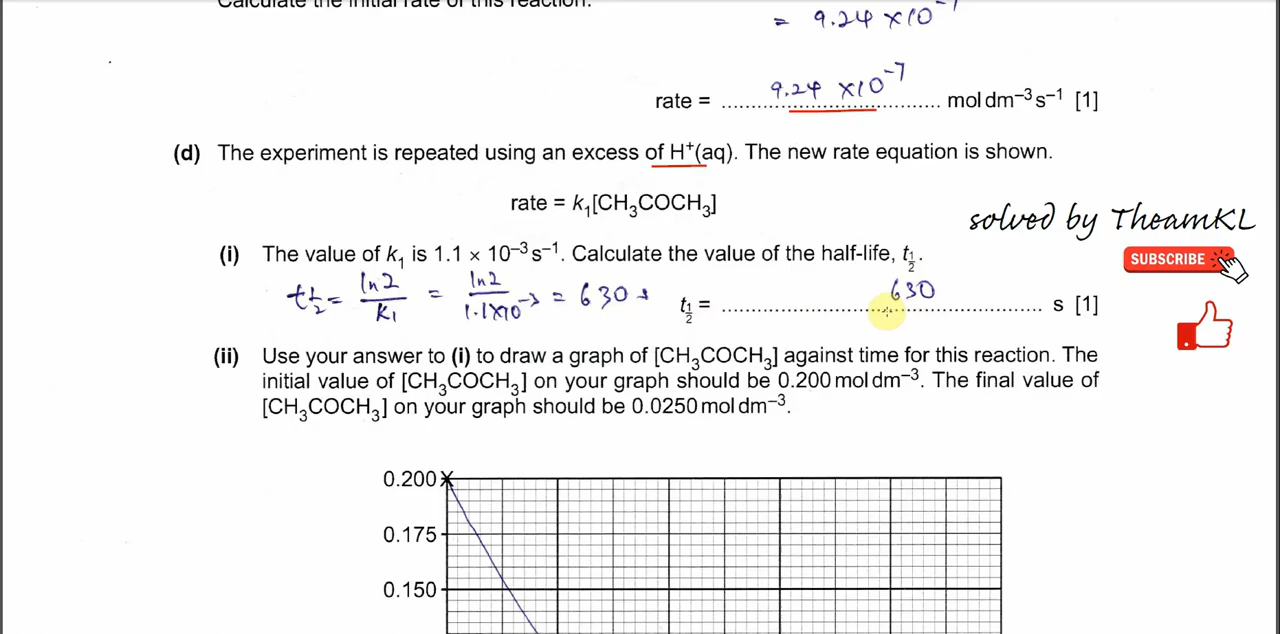 Calculate the initial rate of this reaction.
= 9.24 ×10⁻⁷
rate = .......... 9.24 ×10⁻⁷ .......... mol dm⁻³ s⁻¹ [1]
(d) The experiment is repeated using an excess of H⁺(aq). The new rate equation is shown.
rate = k₁[CH₃COCH₃]
solved by TheamKL
(i) The value of k₁ is 1.1 × 10⁻³ s⁻¹. Calculate the value of the half-life, t½.
SUBSCRIBE
t½ = ln2/k₁ = ln2/1.1×10⁻³ = 630 s
t½ = .......... 630 .......... s [1]
(ii) Use your answer to (i) to draw a graph of [CH₃COCH₃] against time for this reaction. The
initial value of [CH₃COCH₃] on your graph should be 0.200 mol dm⁻³. The final value of
[CH₃COCH₃] on your graph should be 0.0250 mol dm⁻³.
0.200
0.175
0.150